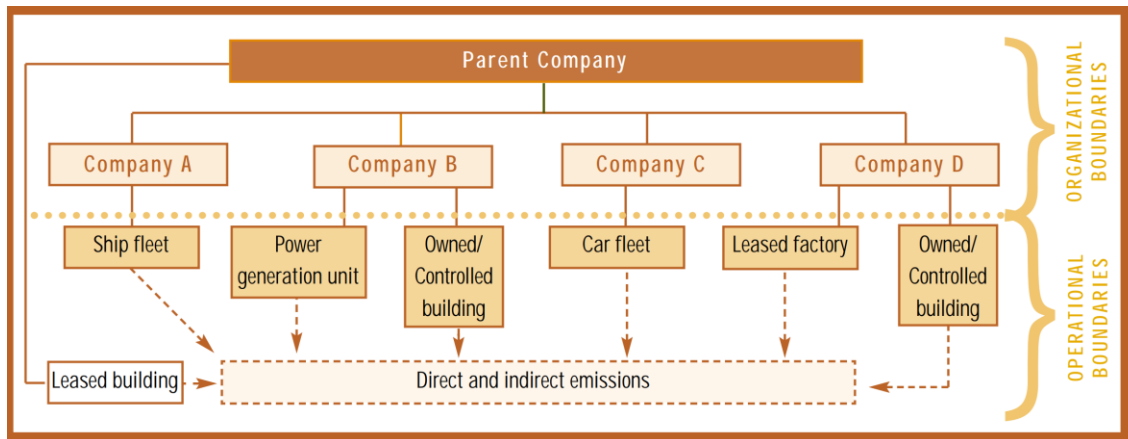 Parent Company
Company A
Company B
Company C
Company D
ORGANIZATIONAL
BOUNDARIES
Ship fleet
Power
generation unit
Owned/
Controlled
building
Car fleet
Leased factory
Owned/
Controlled
building
Leased building
Direct and indirect emissions
OPERATIONAL
BOUNDARIES